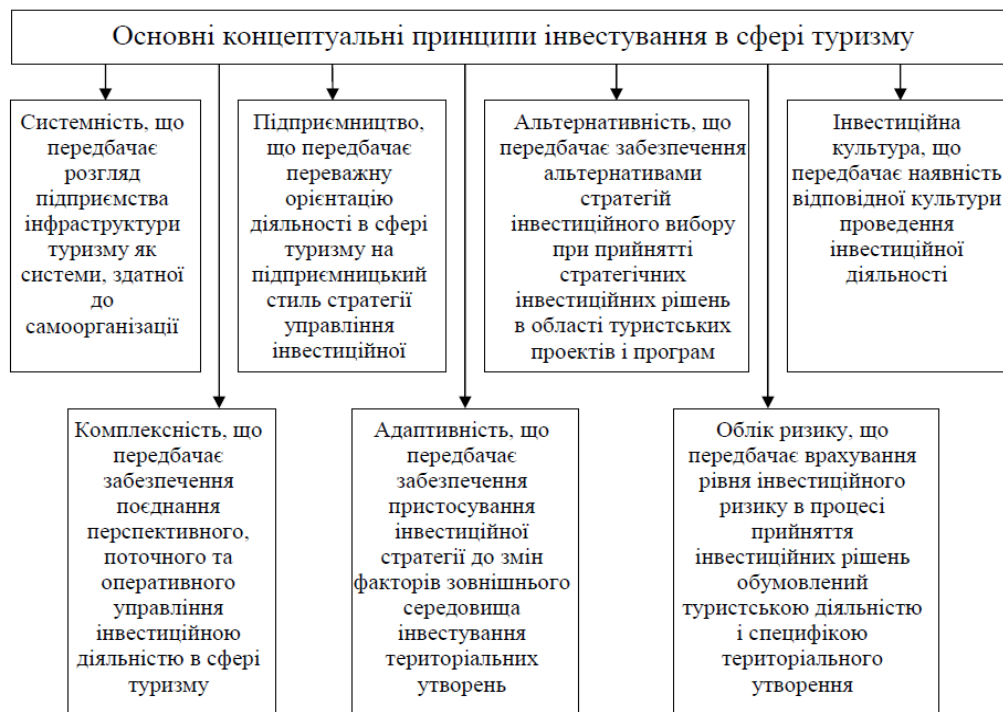 Основні концептуальні принципи інвестування в сфері туризму
Системність, що
передбачає
розгляд
підприємства
інфраструктури
туризму як
системи, здатної
до
самоорганізації
Підприємництво,
що передбачає
переважну
орієнтацію
діяльності в сфері
туризму на
підприємницький
стиль стратегії
управління
інвестиційної
Альтернативність, що
передбачає забезпечення
альтернативами
стратегій
інвестиційного вибору
при прийнятті
стратегічних
інвестиційних рішень
в області туристських
проектів і програм
Інвестиційна
культура, що
передбачає наявність
відповідної культури
проведення
інвестиційної
діяльності
Комплексність, що
передбачає
забезпечення
поєднання
перспективного,
поточного та
оперативного
управління
інвестиційною
діяльністю в сфері
туризму
Адаптивність, що
передбачає
забезпечення
пристосування
інвестиційної
стратегії до змін
факторів зовнішнього
середовища
інвестування
територіальних
утворень
Облік ризику, що
передбачає врахування
рівня інвестиційного
ризику в процесі
прийняття
інвестиційних рішень
обумовлений
туристською діяльністю
і специфікою
територіального
утворення